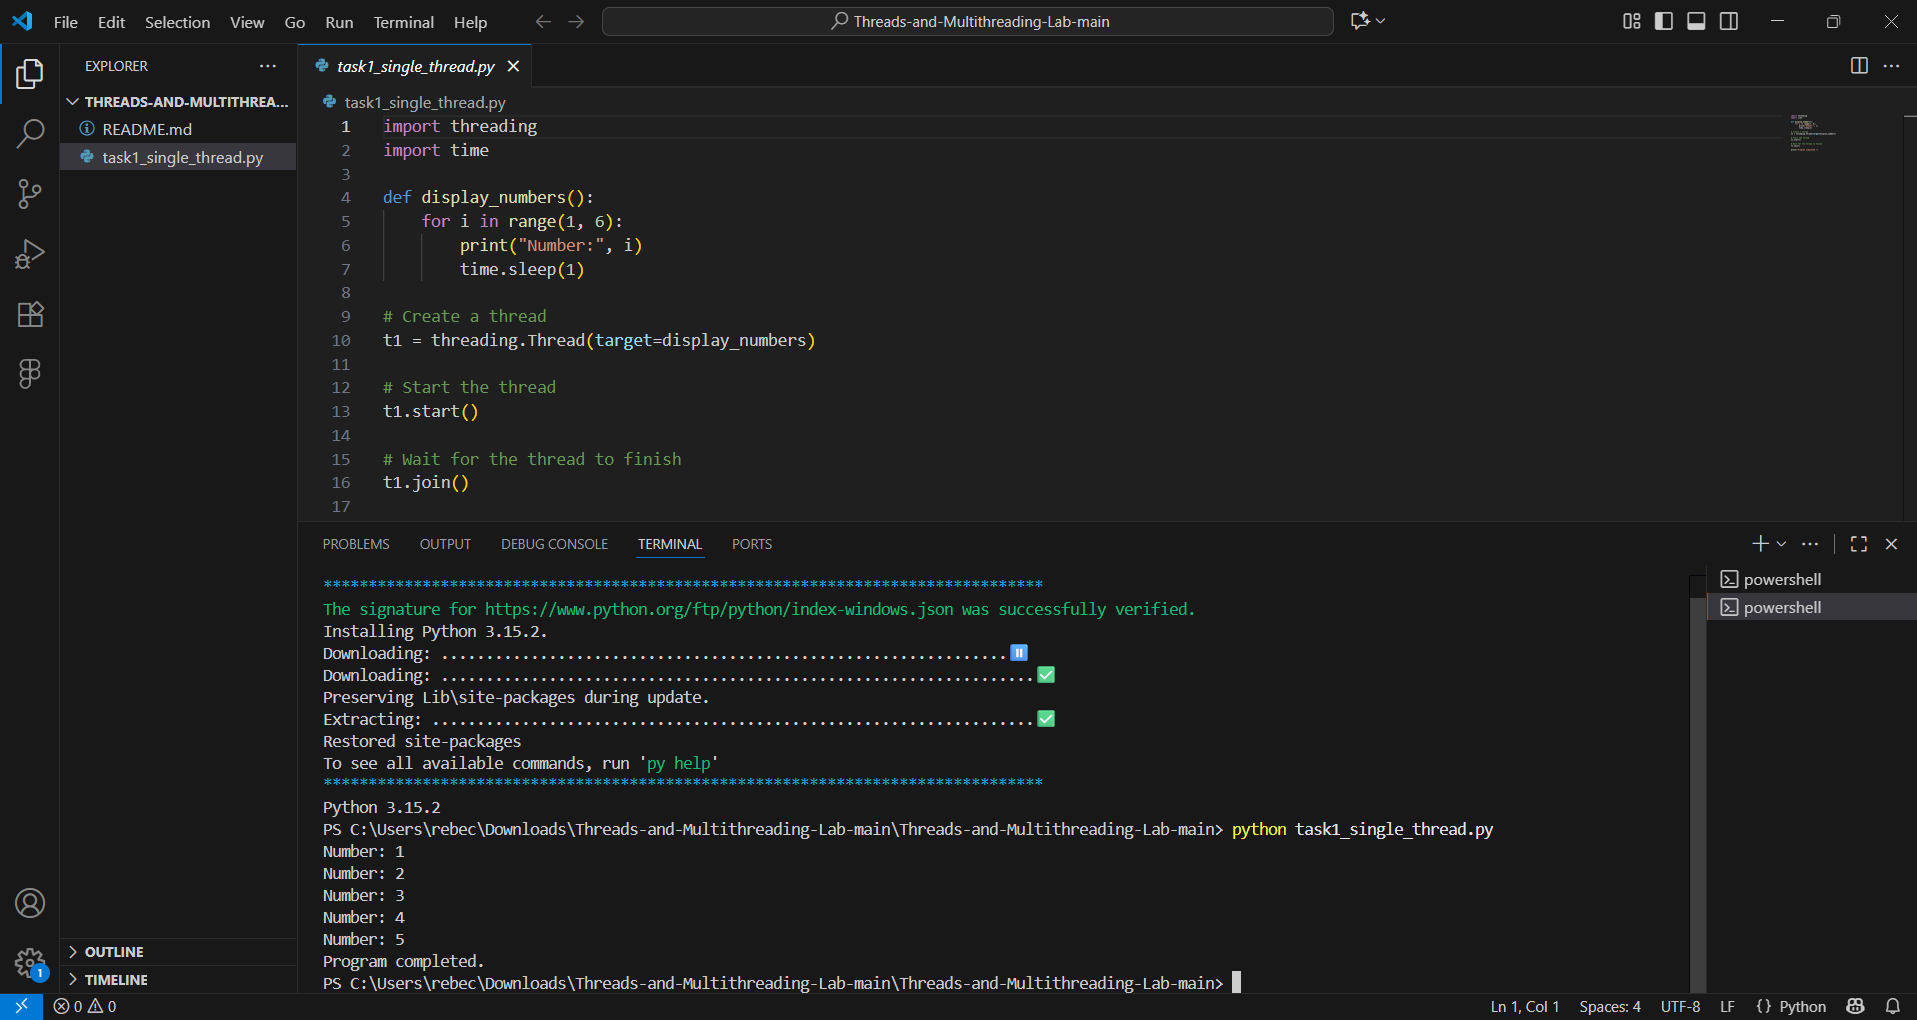 File Edit Selection View Go Run Terminal Help
Threads-and-Multithreading-Lab-main
EXPLORER
THREADS-AND-MULTITHREA...
README.md
task1_single_thread.py
OUTLINE
TIMELINE
1
task1_single_thread.py
task1_single_thread.py
1 import threading
2 import time
3
4 def display_numbers():
5     for i in range(1, 6):
6         print("Number:", i)
7         time.sleep(1)
8
9 # Create a thread
10 t1 = threading.Thread(target=display_numbers)
11
12 # Start the thread
13 t1.start()
14
15 # Wait for the thread to finish
16 t1.join()
17
PROBLEMS OUTPUT DEBUG CONSOLE TERMINAL PORTS
********************************************************************************
The signature for https://www.python.org/ftp/python/index-windows.json was successfully verified.
Installing Python 3.15.2.
Downloading: ...............................................................⏸
Downloading: ..................................................................✅
Preserving Lib\site-packages during update.
Extracting: ...................................................................✅
Restored site-packages
To see all available commands, run 'py help'
********************************************************************************
Python 3.15.2
PS C:\Users\rebec\Downloads\Threads-and-Multithreading-Lab-main\Threads-and-Multithreading-Lab-main> python task1_single_thread.py
Number: 1
Number: 2
Number: 3
Number: 4
Number: 5
Program completed.
PS C:\Users\rebec\Downloads\Threads-and-Multithreading-Lab-main\Threads-and-Multithreading-Lab-main>
powershell
powershell
0 0
Ln 1, Col 1 Spaces: 4 UTF-8 LF {} Python